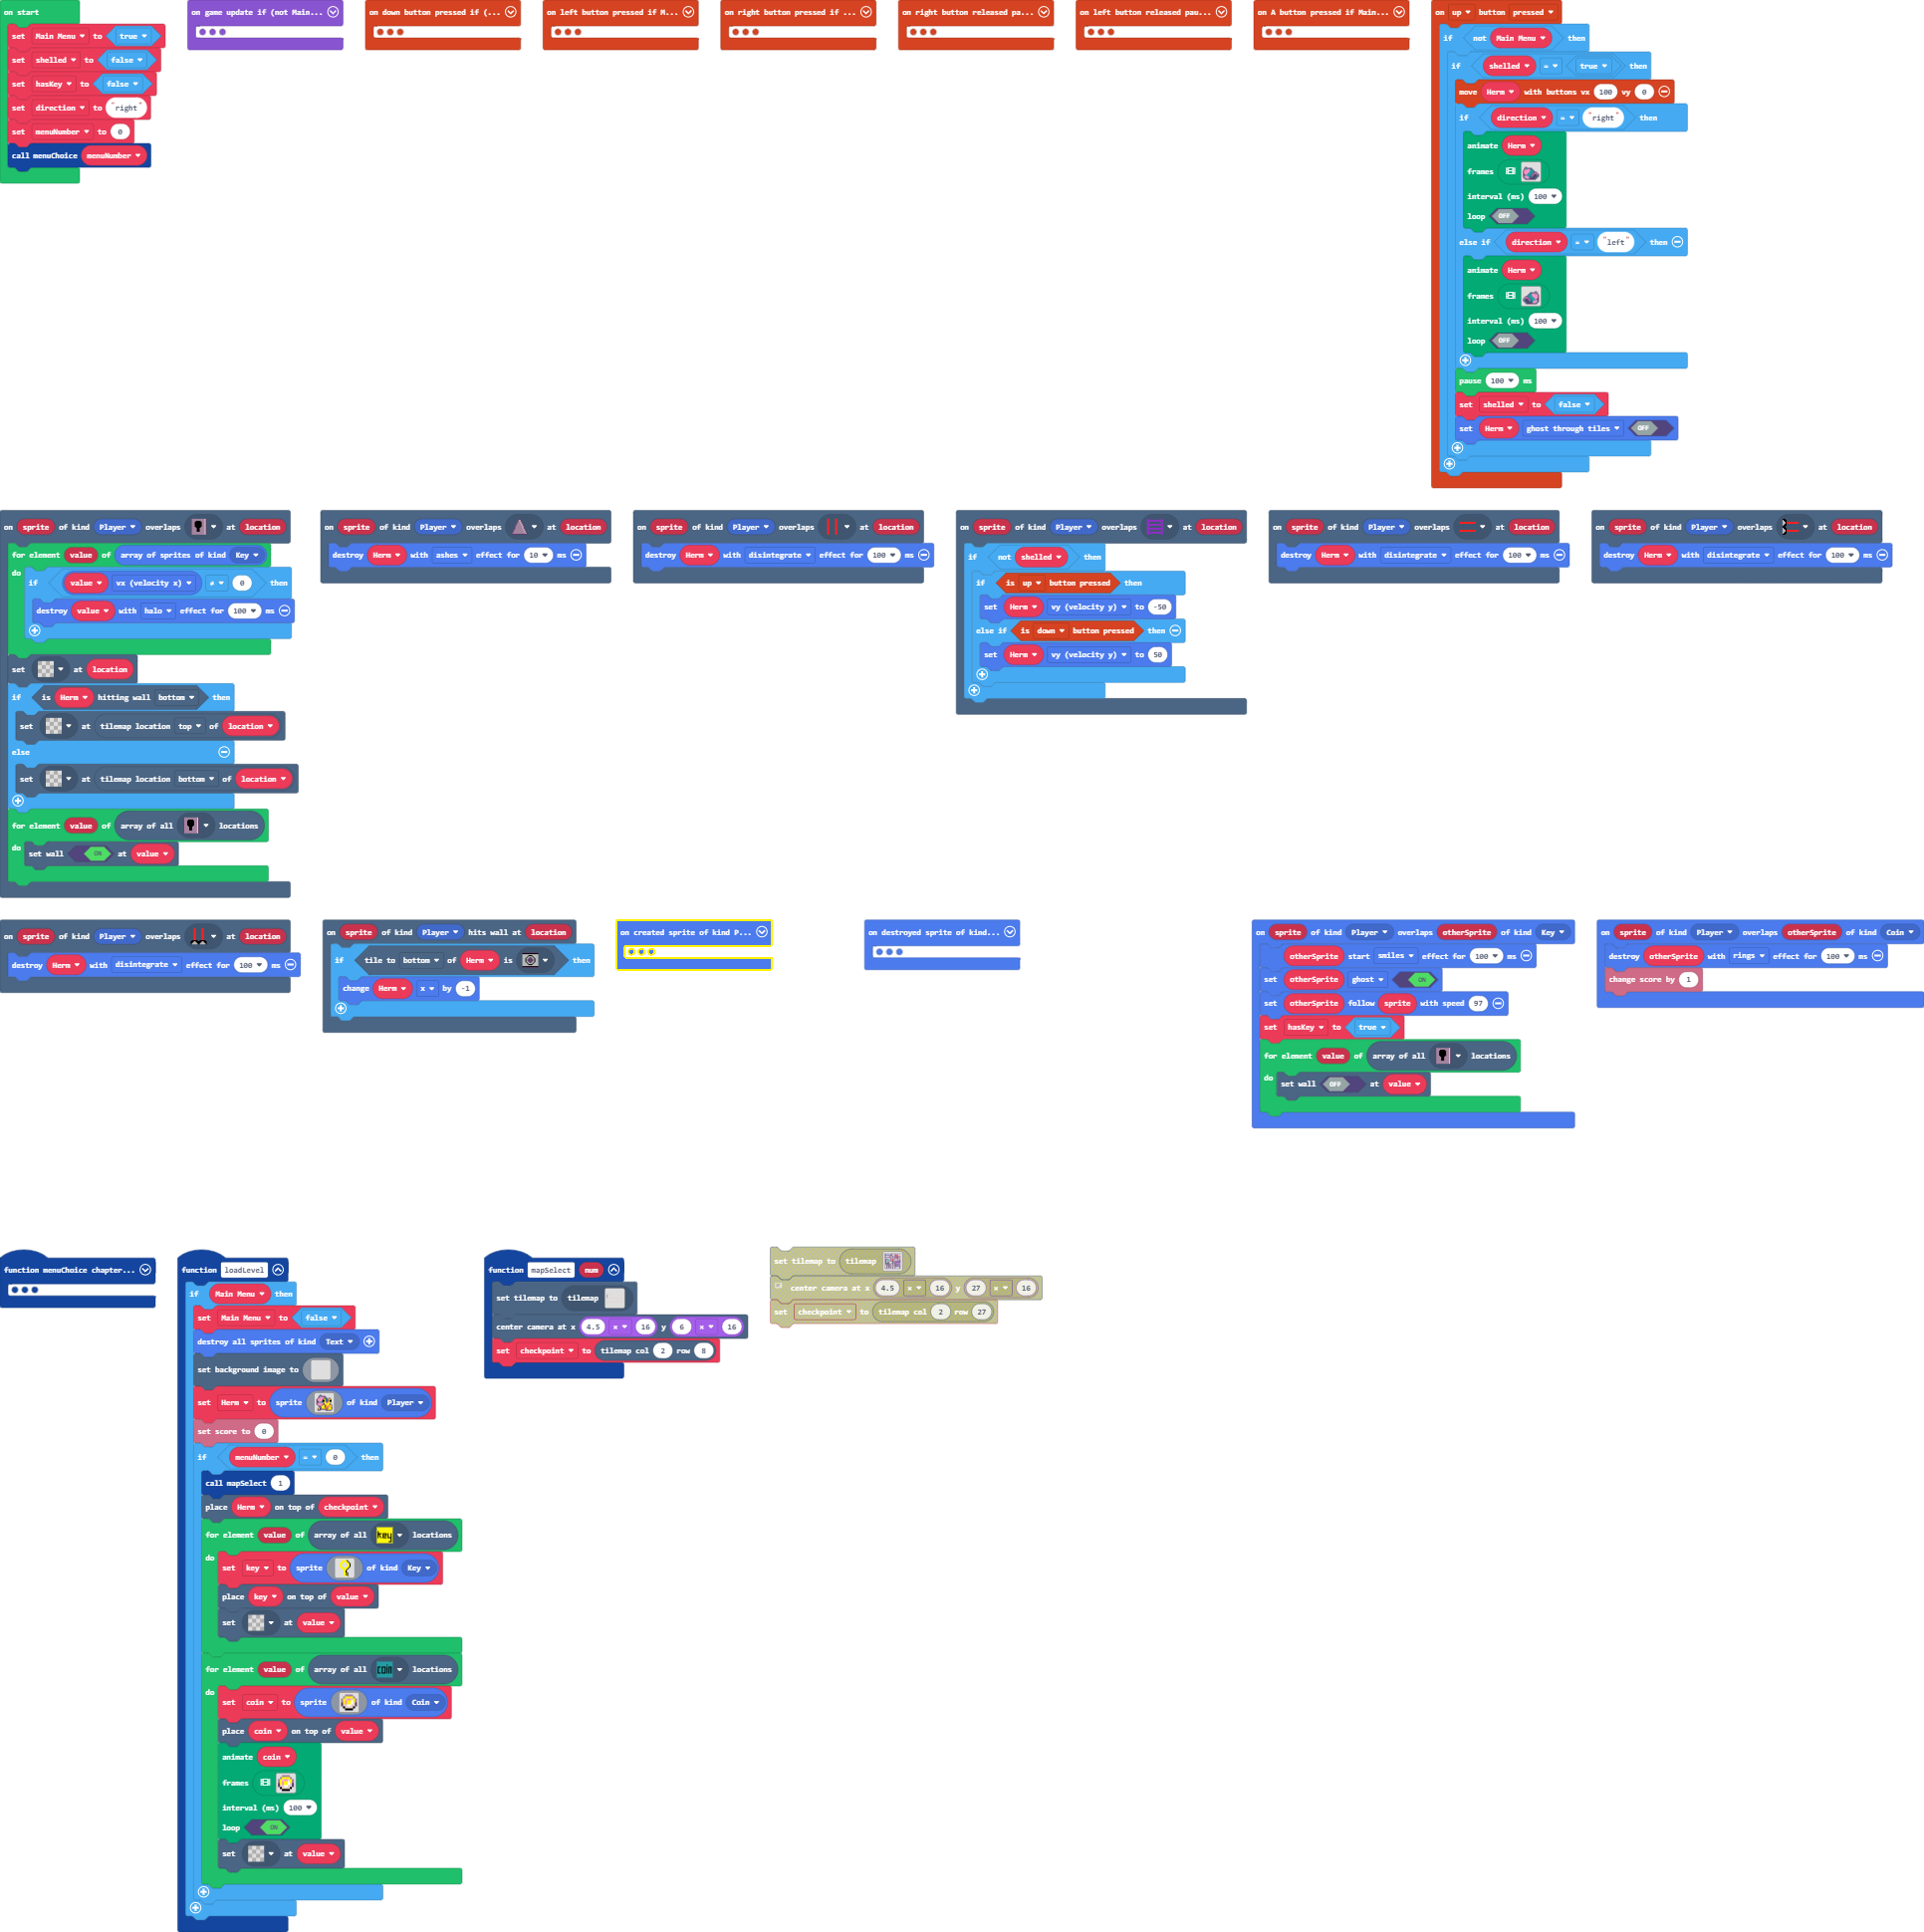 on start
set Main Menu to true
set shelled to false
set hasKey to false
set direction to "right"
set menuNumber to 0
call menuChoice menuNumber
on game update if (not Main...
on down button pressed if (...
on left button pressed if M...
on right button pressed if ...
on right button released pa...
on left button released pau...
on A button pressed if Main...
on up button pressed
if not Main Menu then
if shelled = true then
move Herm with buttons vx 100 vy 0
if direction = "right" then
animate Herm
frames
interval (ms) 100
loop OFF
else if direction = "left" then
animate Herm
frames
interval (ms) 100
loop OFF
pause 100 ms
set shelled to false
set Herm ghost through tiles OFF
on sprite of kind Player overlaps at location
for element value of array of sprites of kind Key
do
if value vx (velocity x) ≠ 0 then
destroy value with halo effect for 100 ms
set at location
if is Herm hitting wall bottom then
set at tilemap location top of location
else
set at tilemap location bottom of location
for element value of array of all locations
do
set wall ON at value
on sprite of kind Player overlaps at location
destroy Herm with ashes effect for 10 ms
on sprite of kind Player overlaps at location
destroy Herm with disintegrate effect for 100 ms
on sprite of kind Player overlaps at location
if not shelled then
if is up button pressed then
set Herm vy (velocity y) to -50
else if is down button pressed then
set Herm vy (velocity y) to 50
on sprite of kind Player overlaps at location
destroy Herm with disintegrate effect for 100 ms
on sprite of kind Player overlaps at location
destroy Herm with disintegrate effect for 100 ms
on sprite of kind Player overlaps at location
destroy Herm with disintegrate effect for 100 ms
on sprite of kind Player hits wall at location
if tile to bottom of Herm is then
change Herm x by -1
on created sprite of kind P...
on destroyed sprite of kind...
on sprite of kind Player overlaps otherSprite of kind Key
otherSprite start smiles effect for 100 ms
set otherSprite ghost ON
set otherSprite follow sprite with speed 97
set hasKey to true
for element value of array of all locations
do
set wall OFF at value
on sprite of kind Player overlaps otherSprite of kind Coin
destroy otherSprite with rings effect for 100 ms
change score by 1
function menuChoice chapter...
function loadLevel
if Main Menu then
set Main Menu to false
destroy all sprites of kind Text
set background image to
set Herm to sprite of kind Player
set score to 0
if menuNumber = 0 then
call mapSelect 1
place Herm on top of checkpoint
for element value of array of all key locations
do
set key to sprite of kind Key
place key on top of value
set at value
for element value of array of all coin locations
do
set coin to sprite of kind Coin
place coin on top of value
animate coin
frames
interval (ms) 100
loop ON
set at value
function mapSelect num
set tilemap to tilemap
center camera at x 4.5 × 16 y 6 × 16
set checkpoint to tilemap col 2 row 8
set tilemap to tilemap
center camera at x 4.5 × 16 y 27 × 16
set checkpoint to tilemap col 2 row 27